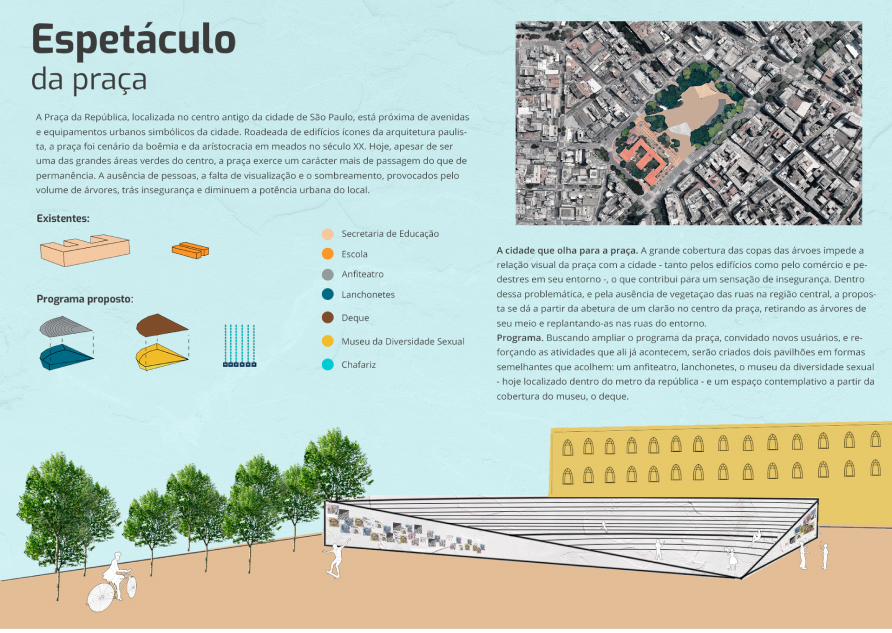 Espetáculo
da praça
A Praça da República, localizada no centro antigo da cidade de São Paulo, está próxima de avenidas
e equipamentos urbanos simbólicos da cidade. Roadeada de edifícios ícones da arquitetura paulis-
ta, a praça foi cenário da boêmia e da arístocracia em meados no século XX. Hoje, apesar de ser
uma das grandes áreas verdes do centro, a praça exerce um carácter mais de passagem do que de
permanência. A ausência de pessoas, a falta de visualização e o sombreamento, provocados pelo
volume de árvores, trás insegurança e diminuem a potência urbana do local.
Existentes:
Programa proposto:
Secretaria de Educação
Escola
Anfiteatro
Lanchonetes
Deque
Museu da Diversidade Sexual
Chafariz
A cidade que olha para a praça. A grande cobertura das copas das árvoes impede a
relação visual da praça com a cidade - tanto pelos edifícios como pelo comércio e pe-
destres em seu entorno -, o que contribui para um sensação de insegurança. Dentro
dessa problemática, e pela ausência de vegetaçao das ruas na região central, a propos-
ta se dá a partir da abetura de um clarão no centro da praça, retirando as árvores de
seu meio e replantando-as nas ruas do entorno.
Programa. Buscando ampliar o programa da praça, convidado novos usuários, e re-
forçando as atividades que ali já acontecem, serão criados dois pavilhões em formas
semelhantes que acolhem: um anfiteatro, lanchonetes, o museu da diversidade sexual
- hoje localizado dentro do metro da república - e um espaço contemplativo a partir da
cobertura do museu, o deque.